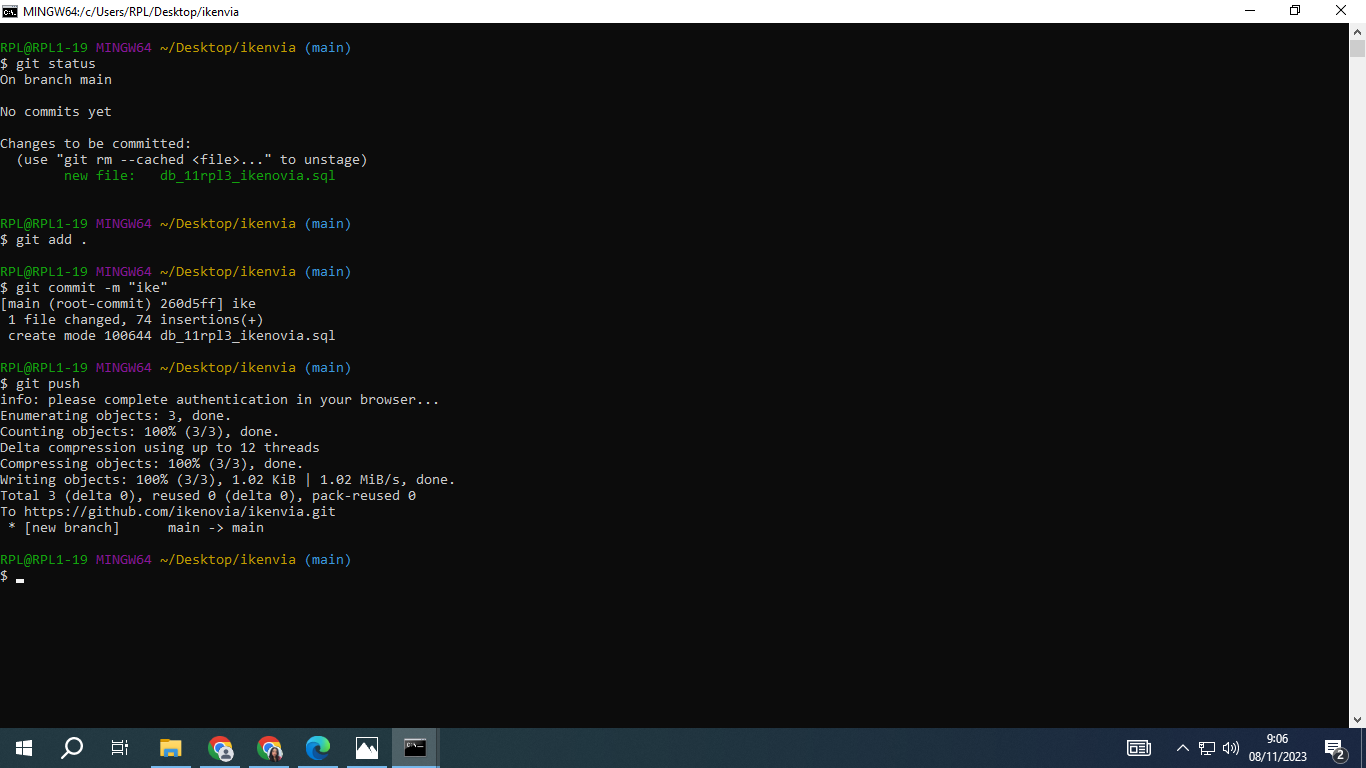 MINGW64:/c/Users/RPL/Desktop/ikenvia
RPL@RPL1-19 MINGW64 ~/Desktop/ikenvia (main)
$ git status
On branch main
No commits yet
Changes to be committed:
  (use "git rm --cached <file>..." to unstage)
        new file:   db_11rpl3_ikenovia.sql
RPL@RPL1-19 MINGW64 ~/Desktop/ikenvia (main)
$ git add .
RPL@RPL1-19 MINGW64 ~/Desktop/ikenvia (main)
$ git commit -m "ike"
[main (root-commit) 260d5ff] ike
 1 file changed, 74 insertions(+)
 create mode 100644 db_11rpl3_ikenovia.sql
RPL@RPL1-19 MINGW64 ~/Desktop/ikenvia (main)
$ git push
info: please complete authentication in your browser...
Enumerating objects: 3, done.
Counting objects: 100% (3/3), done.
Delta compression using up to 12 threads
Compressing objects: 100% (3/3), done.
Writing objects: 100% (3/3), 1.02 KiB | 1.02 MiB/s, done.
Total 3 (delta 0), reused 0 (delta 0), pack-reused 0
To https://github.com/ikenovia/ikenvia.git
 * [new branch]      main -> main
RPL@RPL1-19 MINGW64 ~/Desktop/ikenvia (main)
$
9:06
08/11/2023
2